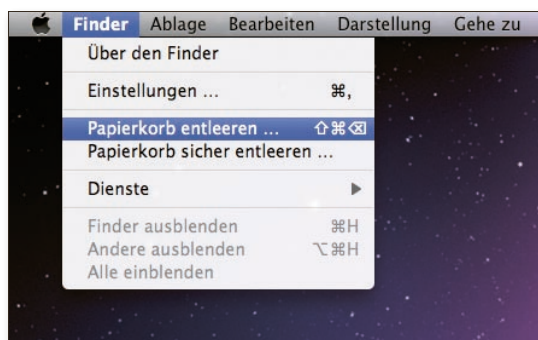 Finder Ablage Bearbeiten Darstellung Gehe zu
Über den Finder
Einstellungen ... ⌘,
Papierkorb entleeren ... ⇧⌘⌫
Papierkorb sicher entleeren ...
Dienste ▶
Finder ausblenden ⌘H
Andere ausblenden ⌥⌘H
Alle einblenden